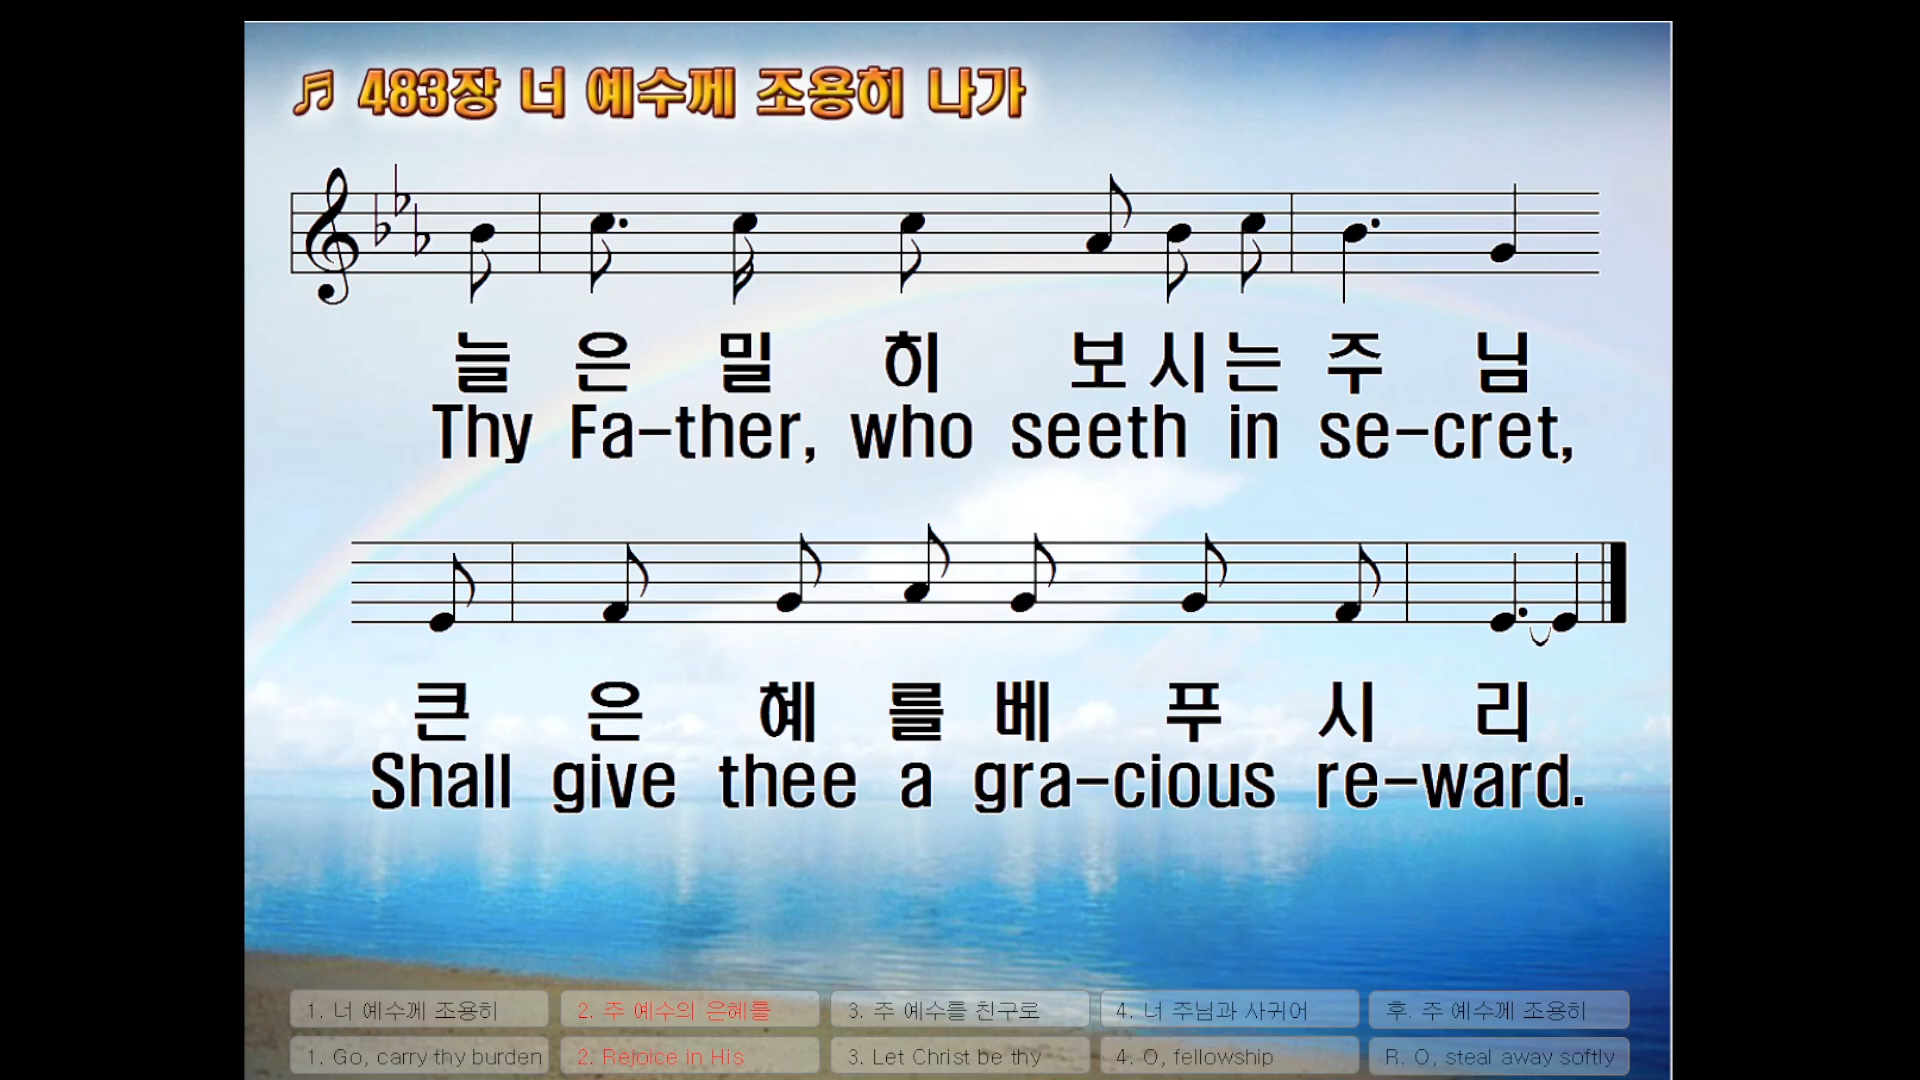 ♬ 483장 너 예수께 조용히 나가
늘 은 밀 히 보 시 는 주 님
Thy Fa-ther, who seeth in se-cret,
큰 은 혜 를 베 푸 시 리
Shall give thee a gra-cious re-ward.
1. 너 예수께 조용히
2. 주 예수의 은혜를
3. 주 예수를 친구로
4. 너 주님과 사귀어
후. 주 예수께 조용히
1. Go, carry thy burden
2. Rejoice in His
3. Let Christ be thy
4. O, fellowship
R. O, steal away softly